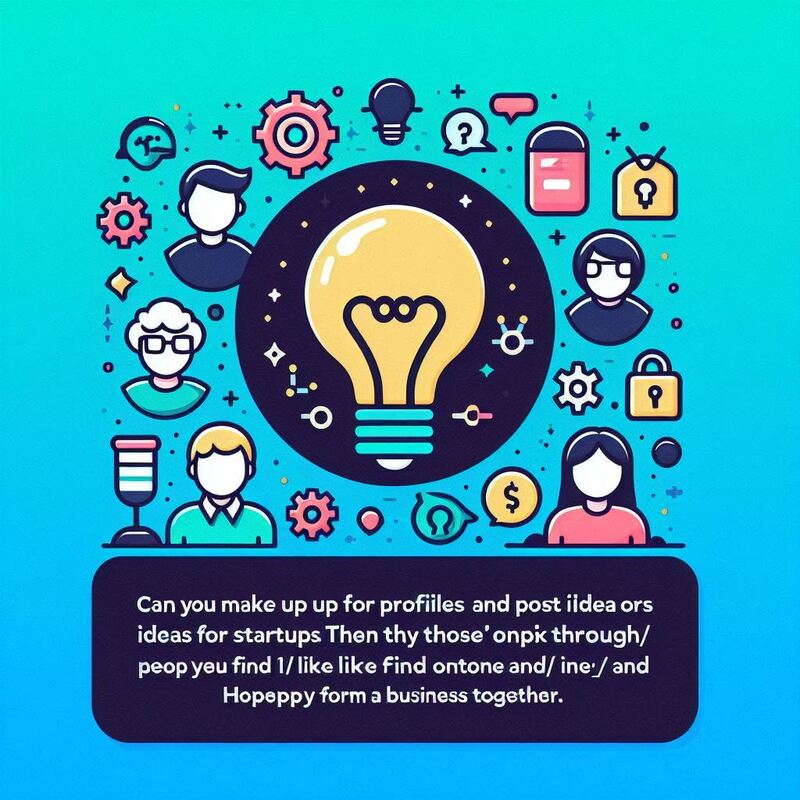 ?
$
Can you make up up for profiiles and post iidea ors
ideas for startups Then thy those' onpik through/
peop you find 1/ like like find ontone and/ ine:/ and
Hopeppy form a business together.